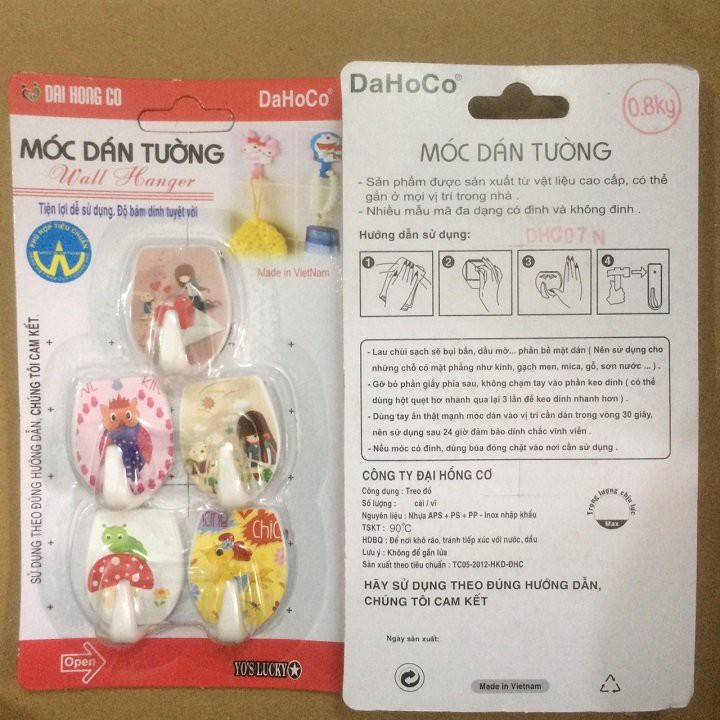 ĐẠI HỒNG CƠ
DaHoCo®
MÓC DÁN TƯỜNG
Wall Hanger
Tiện lợi dễ sử dụng. Độ bám dính tuyệt vời
PHÙ HỢP TIÊU CHUẨN
Made in VietNam
SỬ DỤNG THEO ĐÚNG HƯỚNG DẪN, CHÚNG TÔI CAM KẾT.
KIN
CHIC
Open
YO'S LUCKY
DaHoCo®
0.8kg
MÓC DÁN TƯỜNG
- Sản phẩm được sản xuất từ vật liệu cao cấp, có thể
gắn ở mọi vị trí trong nhà .
- Nhiều mẫu mã đa dạng có đinh và không đinh .
Hướng dẫn sử dụng:
DHC07 N
1 2 3 4
- Lau chùi sạch sẽ bụi bẩn, dầu mỡ... phần bề mặt dán ( Nên sử dụng cho
những chỗ có mặt phẳng như kính, gạch men, mica, gỗ, sơn nước ... ) .
- Gỡ bỏ phần giấy phía sau, không chạm tay vào phần keo dính ( có thể
dùng hột quẹt hơ nhanh qua lại 3 lần để keo dính nhanh hơn ) .
- Dùng tay ấn thật mạnh móc dán vào vị trí cần dán trong vòng 30 giây,
nên sử dụng sau 24 giờ đảm bảo dính chắc vĩnh viễn .
- Nếu móc có đinh, dùng búa đóng chặt vào nơi cần sử dụng .
CÔNG TY ĐẠI HỒNG CƠ
Công dụng : Treo đồ
Số lượng : cái / vỉ
Nguyên liệu : Nhựa APS + PS + PP - Inox nhập khẩu
TSKT : 90°C
HDBQ : Để nơi khô ráo, tránh tiếp xúc với nước, dầu
Lưu ý : Không để gần lửa
Sản xuất theo tiêu chuẩn : TC05-2012-HKD-ĐHC
Trọng lượng chịu lực
Max
HÃY SỬ DỤNG THEO ĐÚNG HƯỚNG DẪN,
CHÚNG TÔI CAM KẾT
Ngày sản xuất:
Made in Vietnam